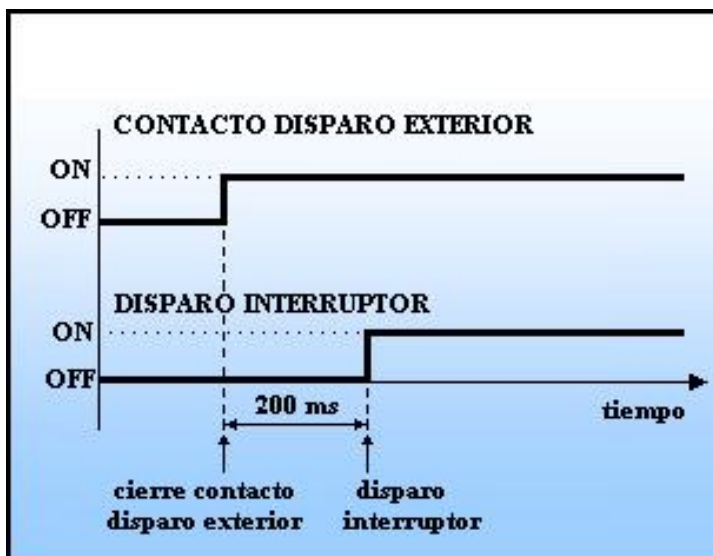 CONTACTO DISPARO EXTERIOR
ON
OFF
DISPARO INTERRUPTOR
ON
OFF
200 ms
tiempo
cierre contacto
disparo exterior
disparo
interruptor